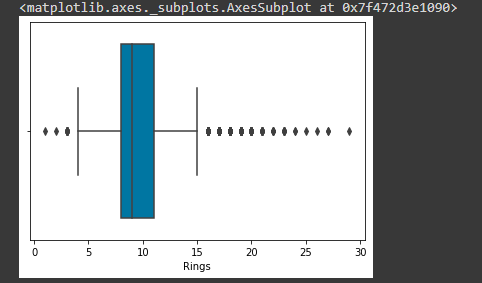 <matplotlib.axes._subplots.AxesSubplot at 0x7f472d3e1090>
0 5 10 15 20 25 30
Rings